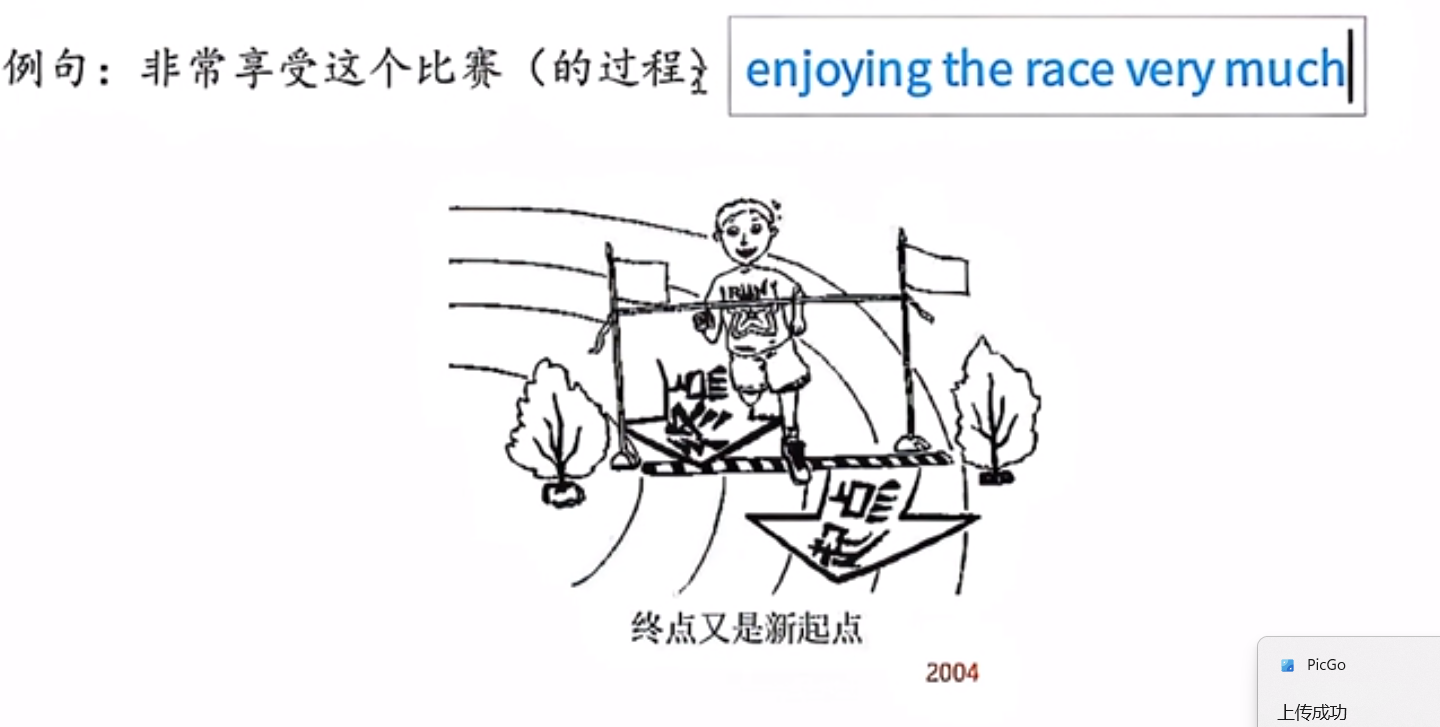 例句：非常享受这个比赛（的过程） enjoying the race very much
I RUN
终点
起点
终点又是新起点
2004
PicGo
上传成功